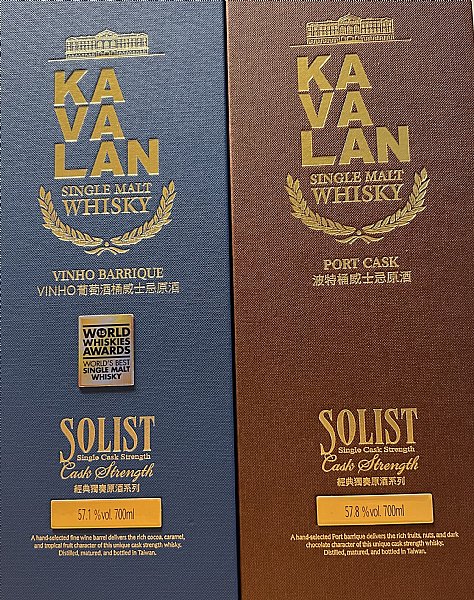 KA
VA
LAN
SINGLE MALT
WHISKY
VINHO BARRIQUE
VINHO葡萄酒桶威士忌原酒
WORLD
WHISKIES
AWARDS
WORLD'S BEST
SINGLE MALT
WHISKY
SOLIST
Single Cask Strength
Cask Strength
經典獨奏原酒系列
57.1 %vol. 700ml
A hand-selected fine wine barrel delivers the rich cocoa, caramel,
and tropical fruit character of this unique cask strength whisky.
Distilled, matured, and bottled in Taiwan.
KA
VA
LAN
SINGLE MALT
WHISKY
PORT CASK
波特桶威士忌原酒
SOLIST
Single Cask Strength
Cask Strength
經典獨奏原酒系列
57.8 %vol. 700ml
A hand-selected Port barrique delivers the rich fruits, nuts, and dark
chocolate character of this unique cask strength whisky.
Distilled, matured, and bottled in Taiwan.